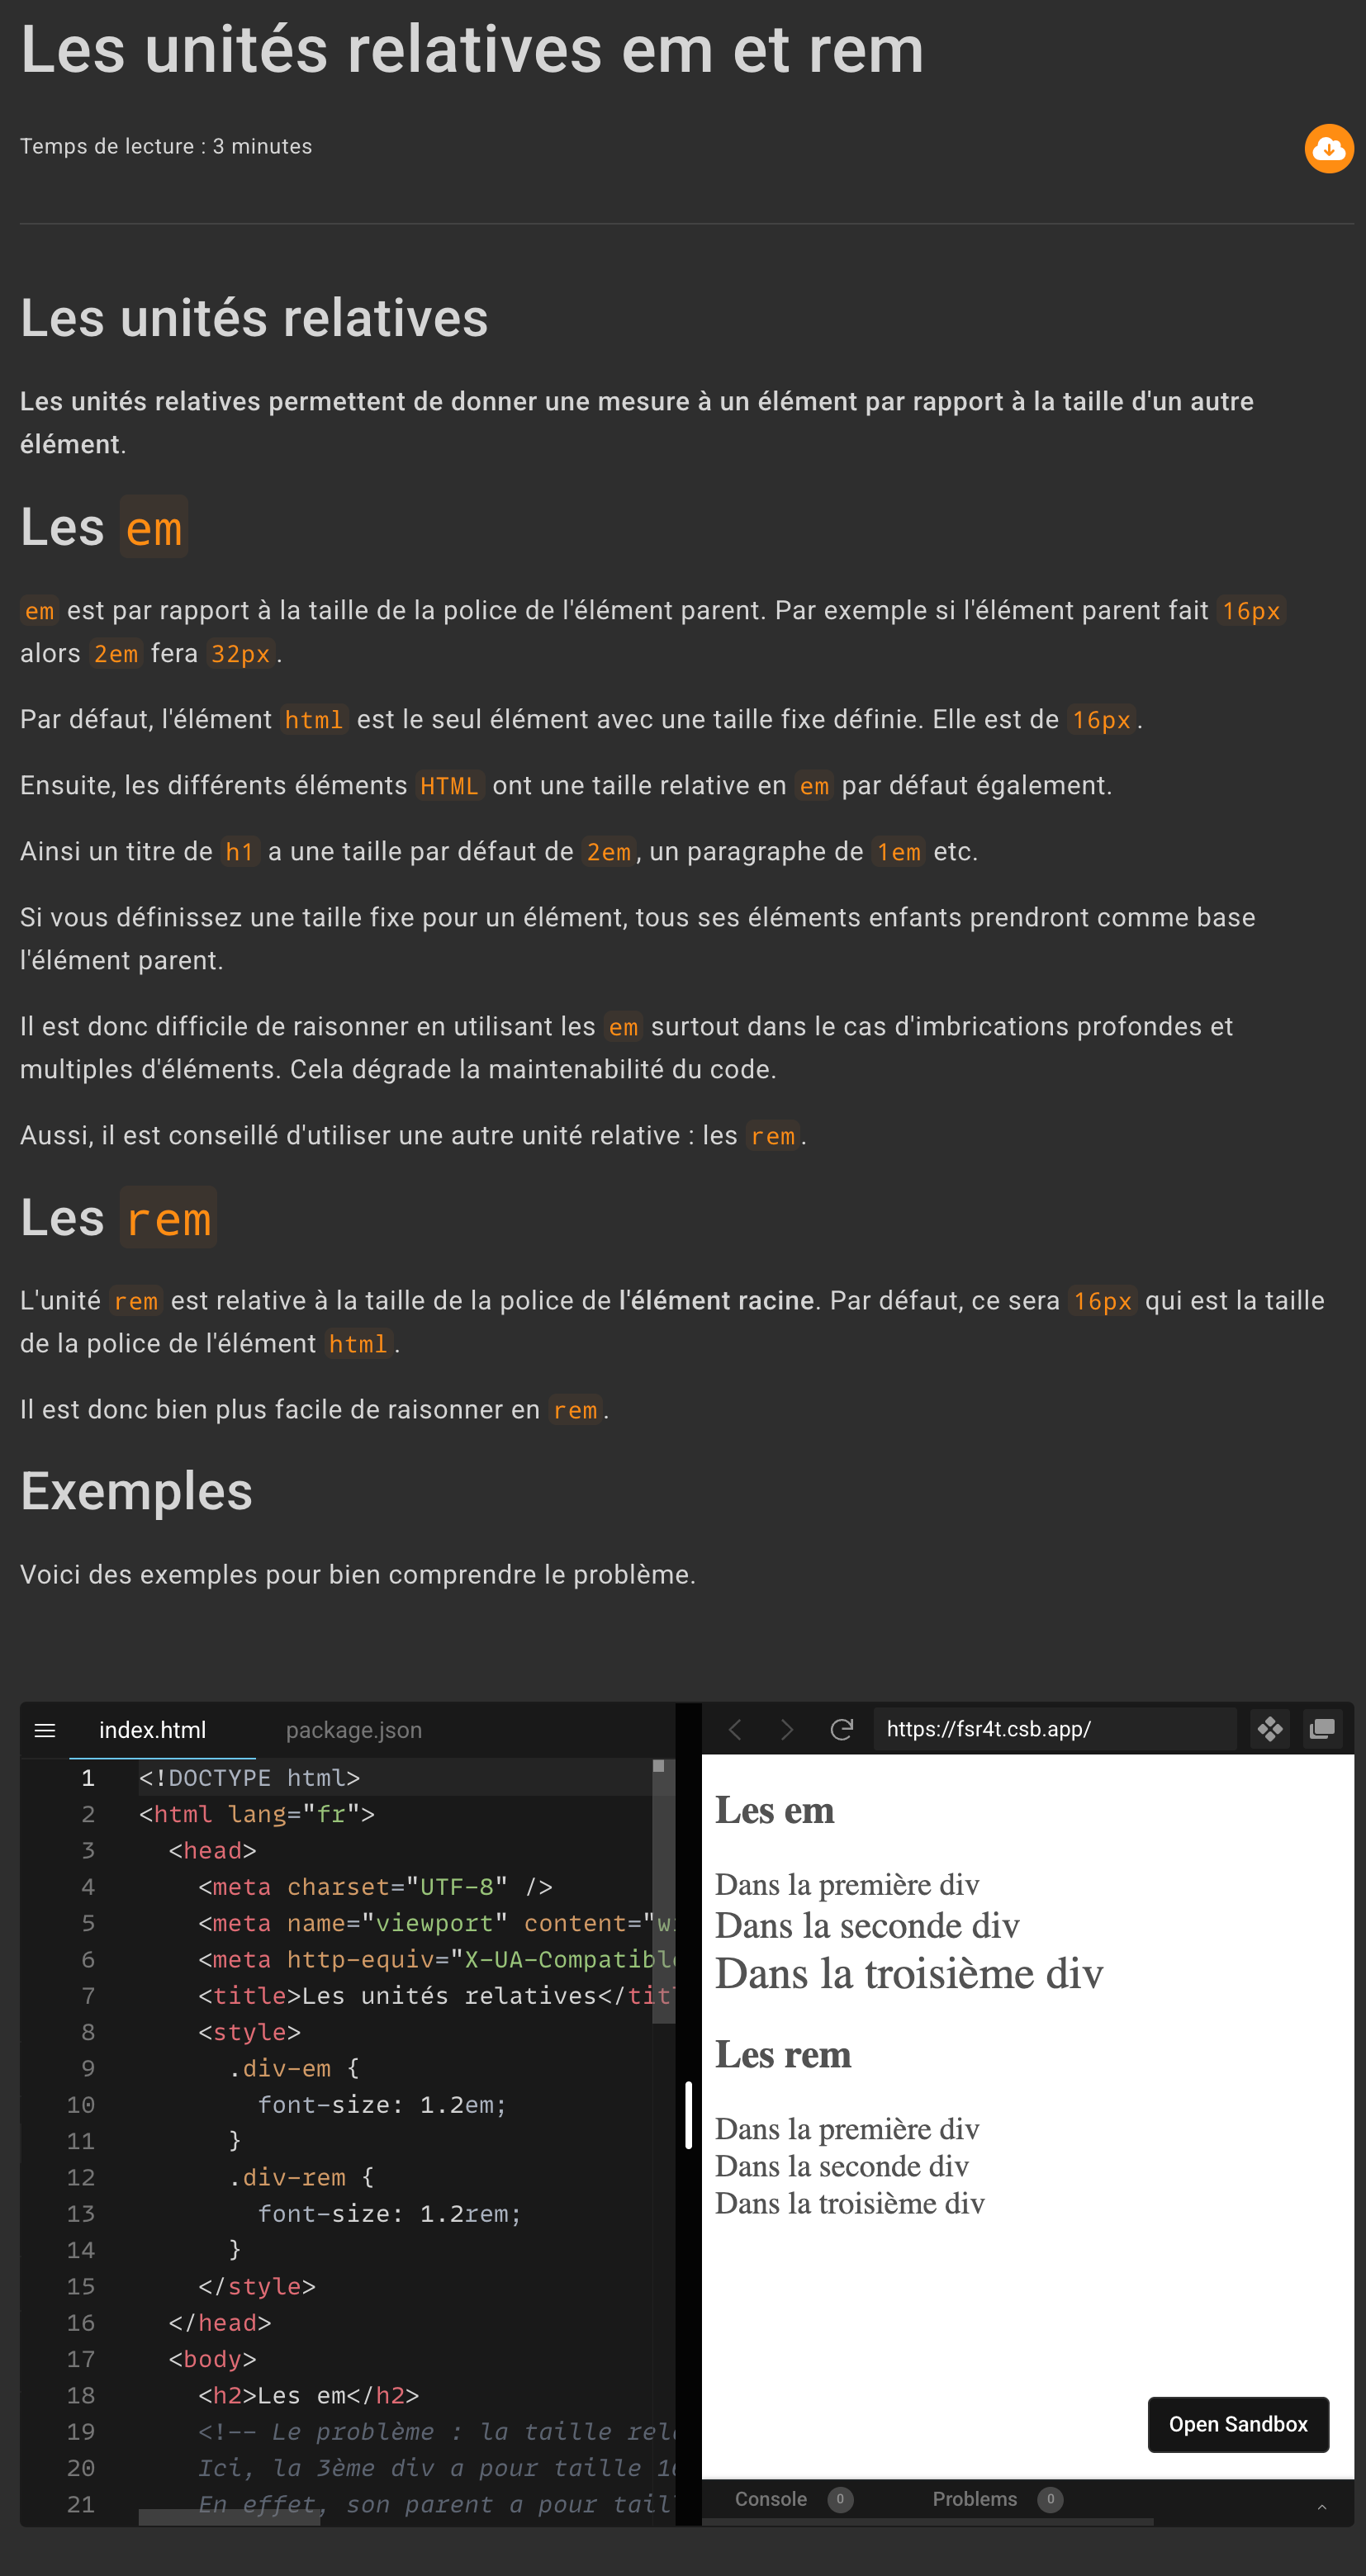 Les unités relatives em et rem
Temps de lecture : 3 minutes
Les unités relatives
Les unités relatives permettent de donner une mesure à un élément par rapport à la taille d'un autre
élément.
Les em
em est par rapport à la taille de la police de l'élément parent. Par exemple si l'élément parent fait 16px
alors 2em fera 32px.
Par défaut, l'élément html est le seul élément avec une taille fixe définie. Elle est de 16px.
Ensuite, les différents éléments HTML ont une taille relative en em par défaut également.
Ainsi un titre de h1 a une taille par défaut de 2em, un paragraphe de 1em etc.
Si vous définissez une taille fixe pour un élément, tous ses éléments enfants prendront comme base
l'élément parent.
Il est donc difficile de raisonner en utilisant les em surtout dans le cas d'imbrications profondes et
multiples d'éléments. Cela dégrade la maintenabilité du code.
Aussi, il est conseillé d'utiliser une autre unité relative : les rem.
Les rem
L'unité rem est relative à la taille de la police de l'élément racine. Par défaut, ce sera 16px qui est la taille
de la police de l'élément html.
Il est donc bien plus facile de raisonner en rem.
Exemples
Voici des exemples pour bien comprendre le problème.
index.html package.json
1 <!DOCTYPE html>
2 <html lang="fr">
3 <head>
4 <meta charset="UTF-8" />
5 <meta name="viewport" content="w
6 <meta http-equiv="X-UA-Compatibl
7 <title>Les unités relatives</tit
8 <style>
9 .div-em {
10 font-size: 1.2em;
11 }
12 .div-rem {
13 font-size: 1.2rem;
14 }
15 </style>
16 </head>
17 <body>
18 <h2>Les em</h2>
19 <!-- Le problème : la taille rel
20 Ici, la 3ème div a pour taille 1
21 En effet, son parent a pour tail
https://fsr4t.csb.app/
Les em
Dans la première div
Dans la seconde div
Dans la troisième div
Les rem
Dans la première div
Dans la seconde div
Dans la troisième div
Open Sandbox
Console 0 Problems 0